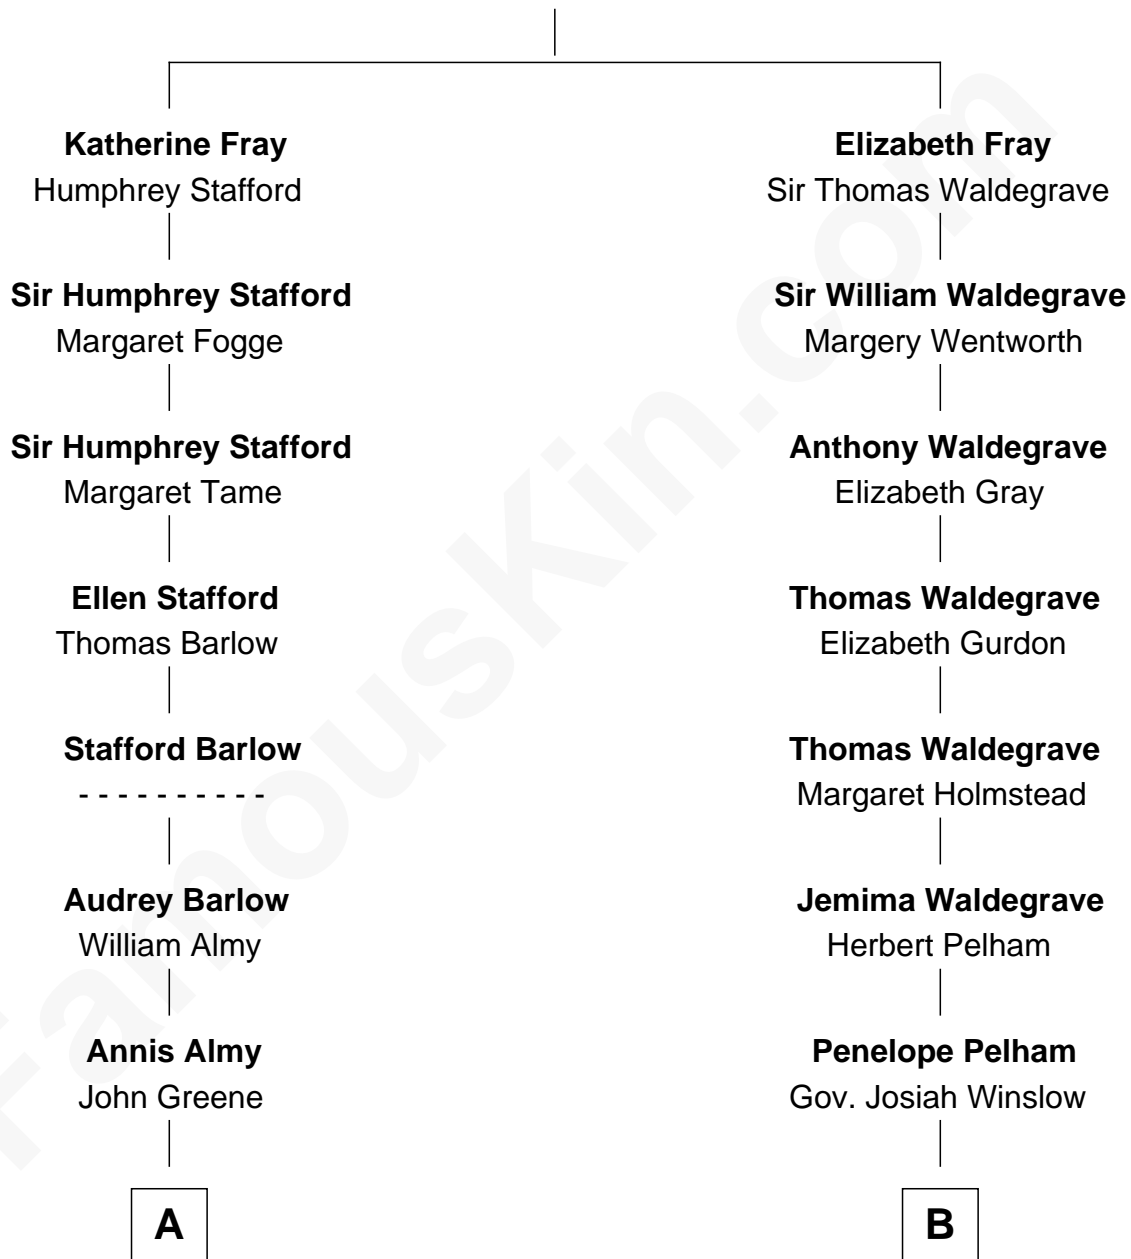 Katherine Fray
Humphrey Stafford
Sir Humphrey Stafford
Margaret Fogge
Sir Humphrey Stafford
Margaret Tame
Ellen Stafford
Thomas Barlow
Stafford Barlow
- - - - - - - - - -
Audrey Barlow
William Almy
Annis Almy
John Greene
A
Elizabeth Fray
Sir Thomas Waldegrave
Sir William Waldegrave
Margery Wentworth
Anthony Waldegrave
Elizabeth Gray
Thomas Waldegrave
Elizabeth Gurdon
Thomas Waldegrave
Margaret Holmstead
Jemima Waldegrave
Herbert Pelham
Penelope Pelham
Gov. Josiah Winslow
B
FamousKin.com